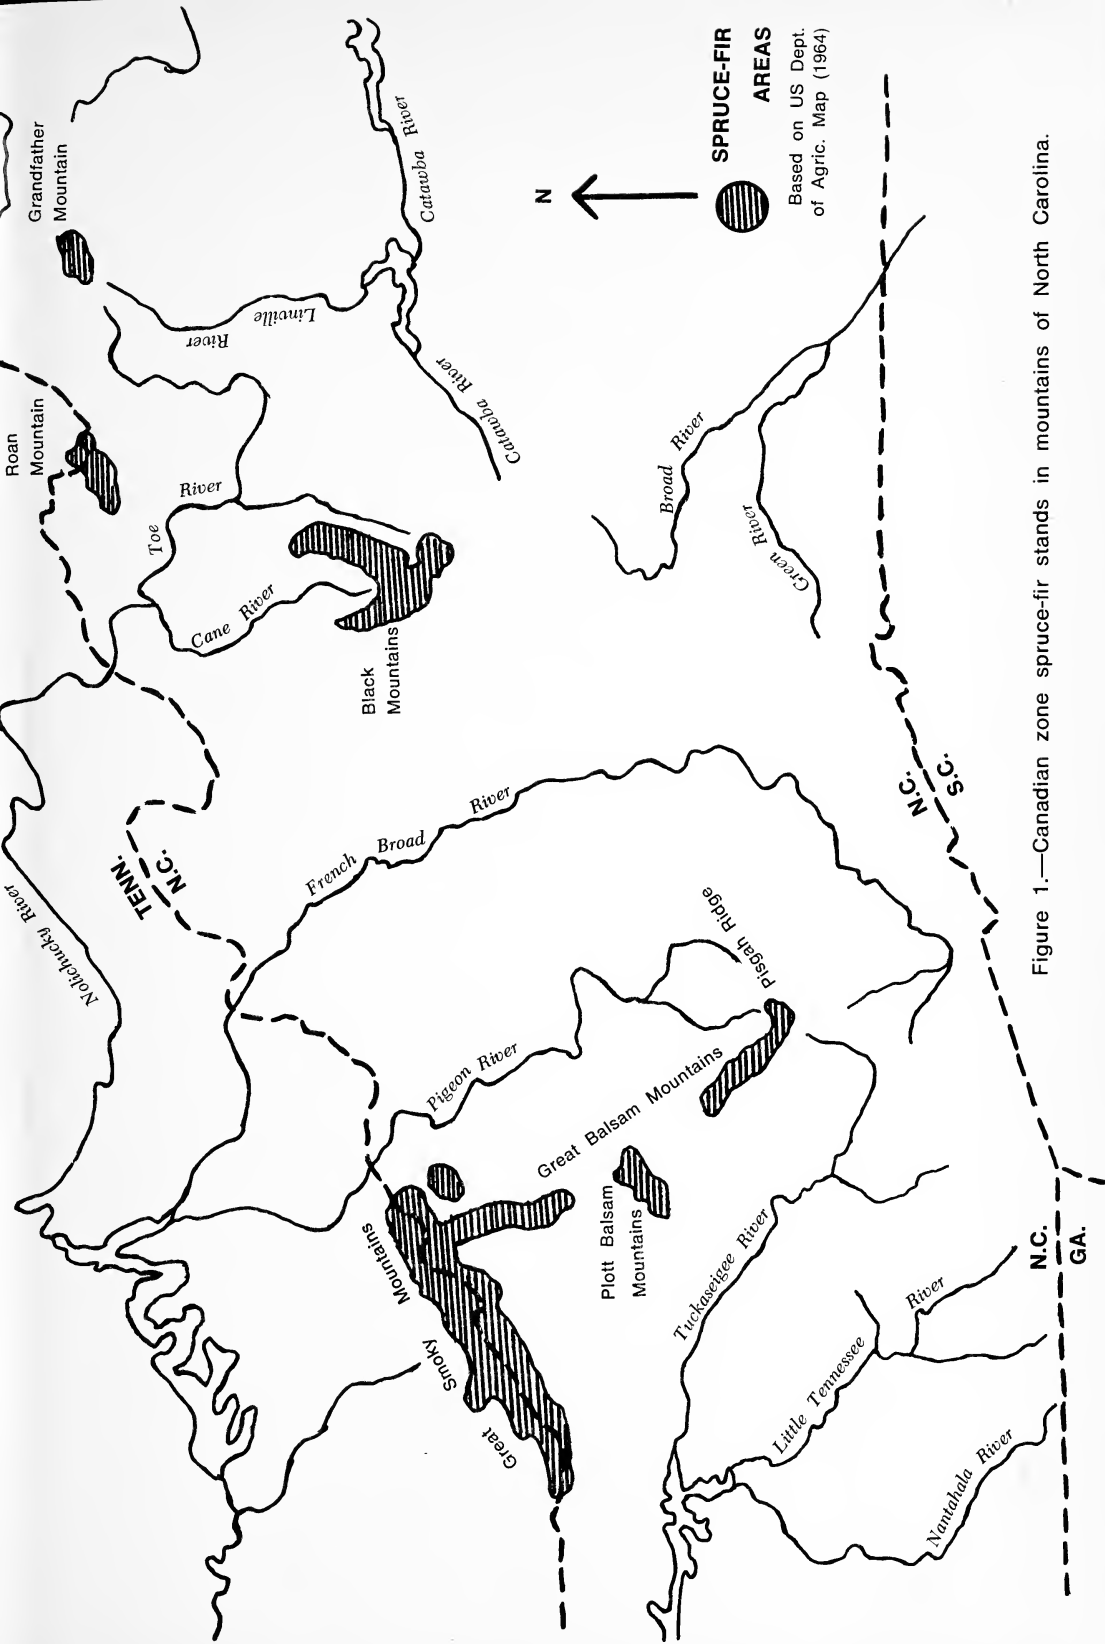 Grandfather
Mountain
Roan
Mountain
Linville
River
Catawba River
Catawba River
Toe
River
Cane River
Black
Mountains
N
SPRUCE-FIR
AREAS
Based on US Dept.
of Agric. Map (1964)
Broad
River
Green River
Nolichucky River
TENN.
N.C.
French
Broad
River
N.C.
S.C.
Pisgah Ridge
Pigeon River
Great Balsam Mountains
Plott Balsam
Mountains
Great
Smoky
Mountains
Tuckaseigee River
Little Tennessee
River
Nantahala River
N.C.
GA.
Figure 1.—Canadian zone spruce-fir stands in mountains of North Carolina.